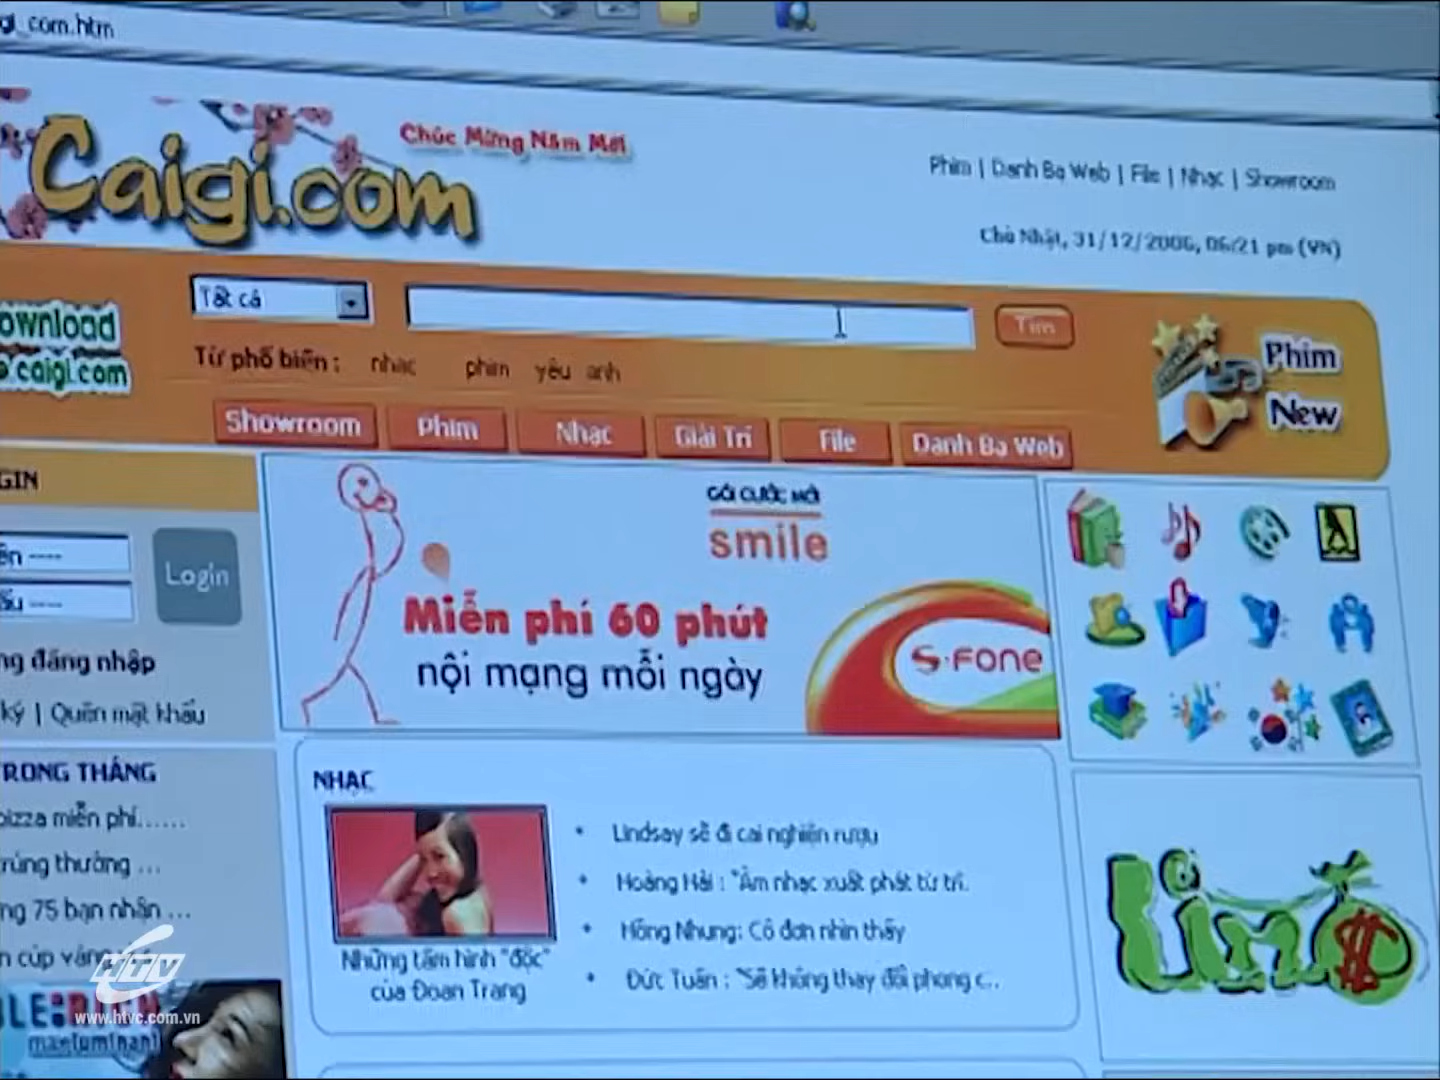 gi_com.htm
Caigi.com
Chúc Mừng Năm Mới
Phim | Danh Bạ Web | File | Nhạc | Showroom
Chủ Nhật, 31/12/2006, 06:21 pm (VN)
Tất cả
Tìm
ownload
caigi.com
Từ phổ biến : nhac phim yêu anh
Phim
New
Showroom
Phim
Nhạc
Giải Trí
File
Danh Bạ Web
GIN
Login
ng đăng nhập
ký | Quên mật khẩu
GÓI CƯỚC MỚI
smile
Miễn phí 60 phút
nội mạng mỗi ngày
S-FONE
RONG THÁNG
pizza miễn phí......
trúng thưởng ...
ng 75 bạn nhận ...
n cúp vàng
NHẠC
Những tấm hình "độc"
của Đoan Trang
• Lindsay sẽ đi cai nghiện rượu
• Hoàng Hải : "Âm nhạc xuất phát từ trí.
• Hồng Nhung: Cô đơn nhìn thấy
• Đức Tuấn : "Sẽ không thay đổi phong c..
HTV
www.htvc.com.vn